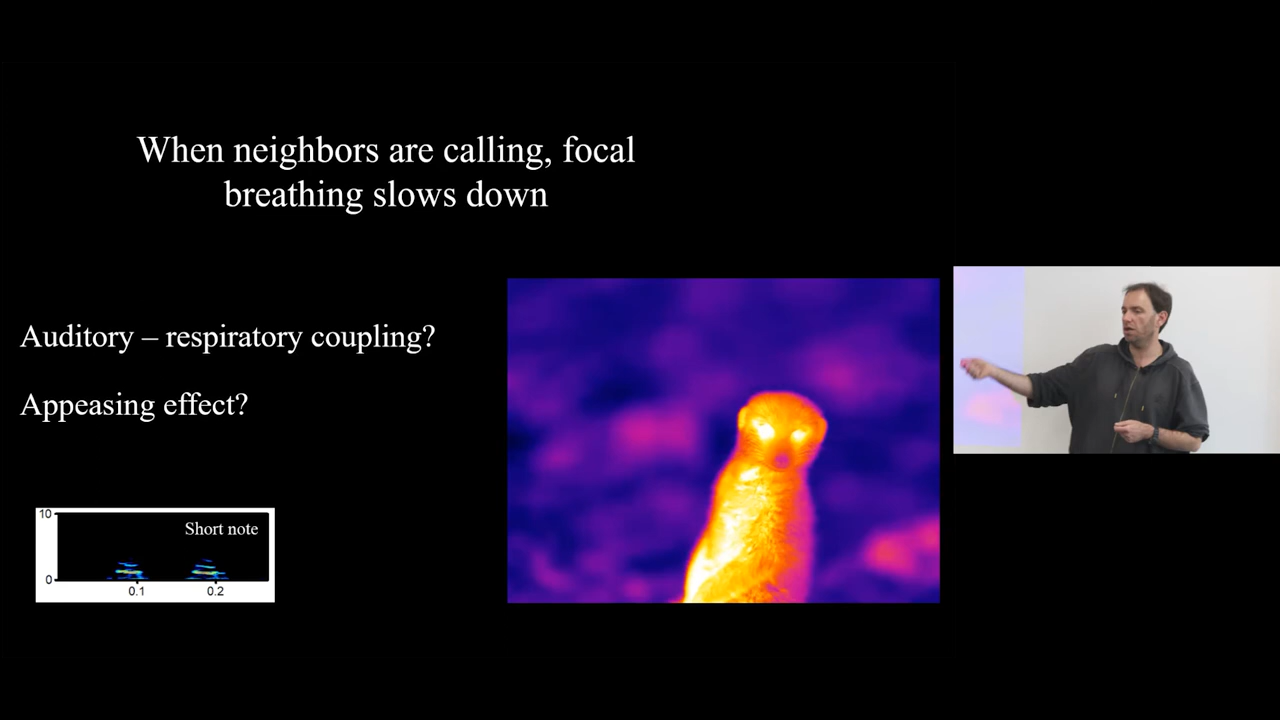 When neighbors are calling, focal
breathing slows down
Auditory – respiratory coupling?
Appeasing effect?
10
Short note
0
0.1
0.2